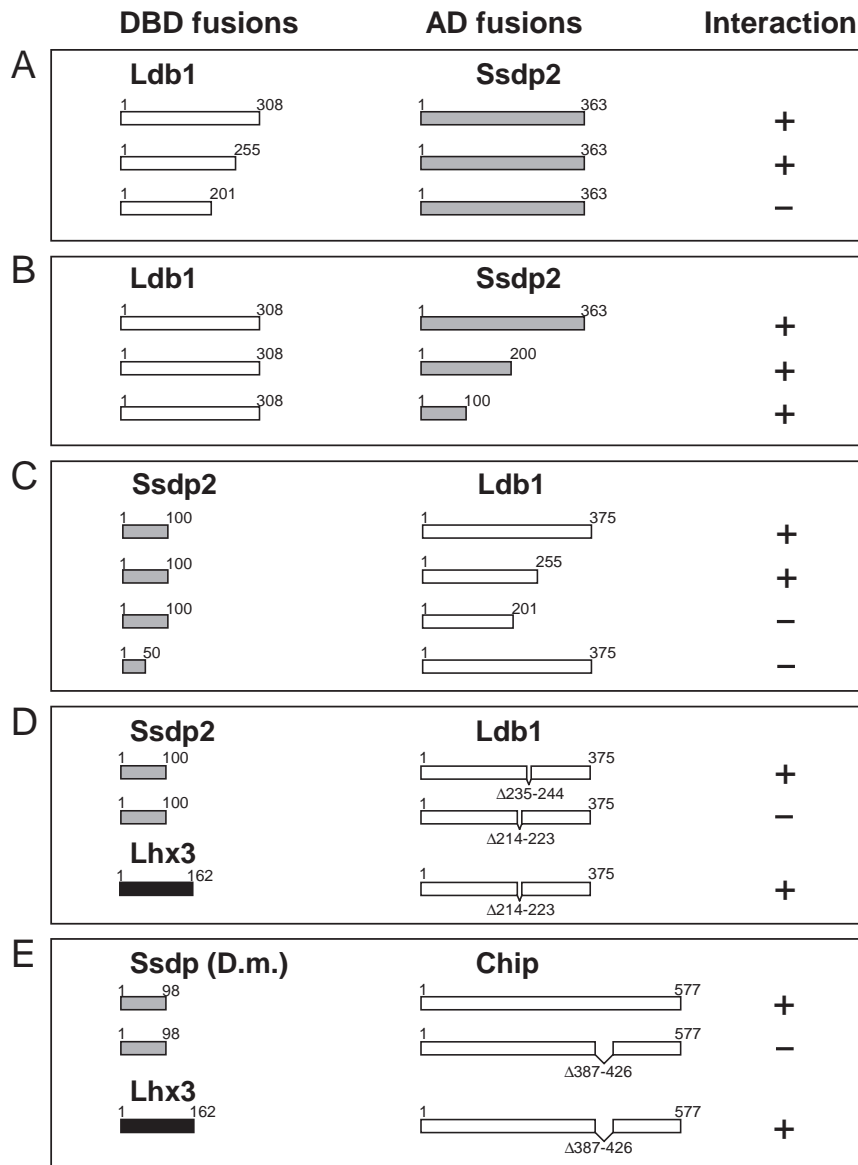 DBD fusions AD fusions Interaction
A
Ldb1 Ssdp2
1 308 1 363 +
1 255 1 363 +
1 201 1 363 −
B
Ldb1 Ssdp2
1 308 1 363 +
1 308 1 200 +
1 308 1 100 +
C
Ssdp2 Ldb1
1 100 1 375 +
1 100 1 255 +
1 100 1 201 −
1 50 1 375 −
D
Ssdp2 Ldb1
1 100 1 375 +
Δ235-244
1 100 1 375 −
Δ214-223
Lhx3
1 162 1 375 +
Δ214-223
E
Ssdp (D.m.) Chip
1 98 1 577 +
1 98 1 577 −
Δ387-426
Lhx3
1 162 1 577 +
Δ387-426